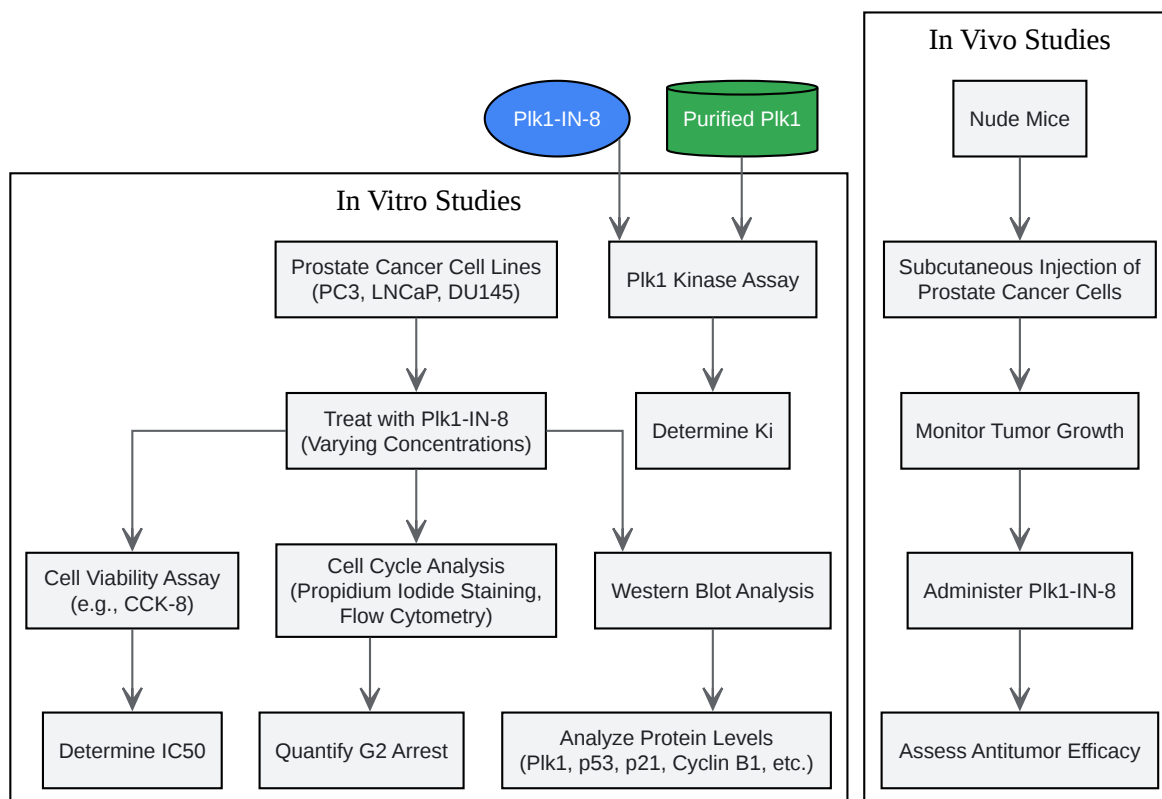 In Vivo Studies
Plk1-IN-8
Purified Plk1
Nude Mice
In Vitro Studies
Prostate Cancer Cell Lines
(PC3, LNCaP, DU145)
Plk1 Kinase Assay
Subcutaneous Injection of
Prostate Cancer Cells
Treat with Plk1-IN-8
(Varying Concentrations)
Determine Ki
Monitor Tumor Growth
Cell Viability Assay
(e.g., CCK-8)
Cell Cycle Analysis
(Propidium Iodide Staining,
Flow Cytometry)
Western Blot Analysis
Administer Plk1-IN-8
Determine IC50
Quantify G2 Arrest
Analyze Protein Levels
(Plk1, p53, p21, Cyclin B1, etc.)
Assess Antitumor Efficacy